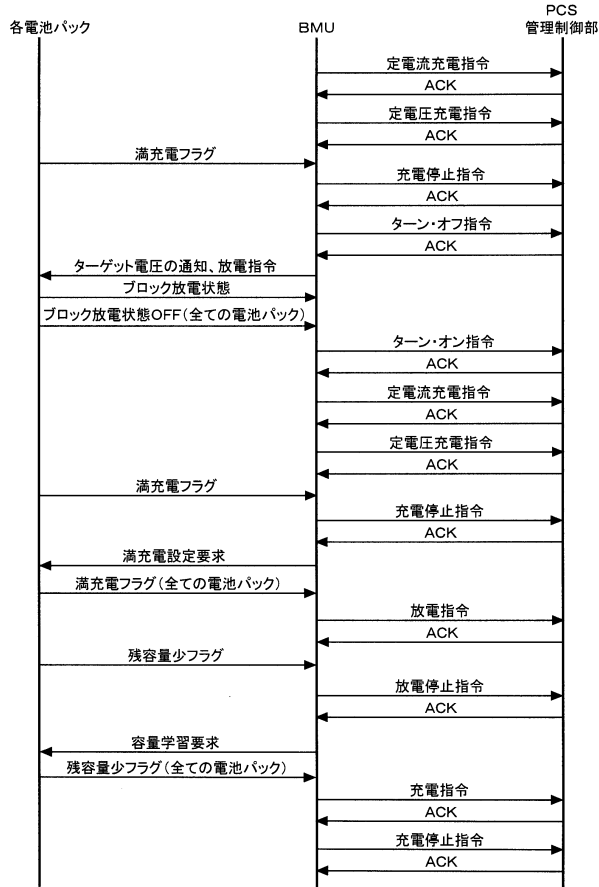 各電池パック
BMU
PCS
管理制御部
定電流充電指令
ACK
定電圧充電指令
ACK
満充電フラグ
充電停止指令
ACK
ターン・オフ指令
ACK
ターゲット電圧の通知、放電指令
ブロック放電状態
ブロック放電状態OFF(全ての電池パック)
ターン・オン指令
ACK
定電流充電指令
ACK
定電圧充電指令
ACK
満充電フラグ
充電停止指令
ACK
満充電設定要求
満充電フラグ(全ての電池パック)
放電指令
ACK
残容量少フラグ
放電停止指令
ACK
容量学習要求
残容量少フラグ(全ての電池パック)
充電指令
ACK
充電停止指令
ACK